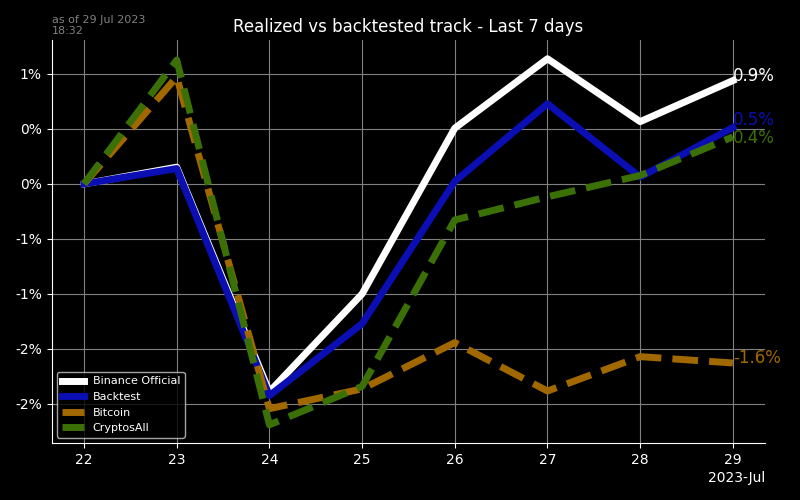 as of 29 Jul 2023
18:32
Realized vs backtested track - Last 7 days
1%
0%
0%
-1%
-1%
-2%
-2%
0.9%
0.5%
0.4%
-1.6%
Binance Official
Backtest
Bitcoin
CryptosAll
22 23 24 25 26 27 28 29
2023-Jul